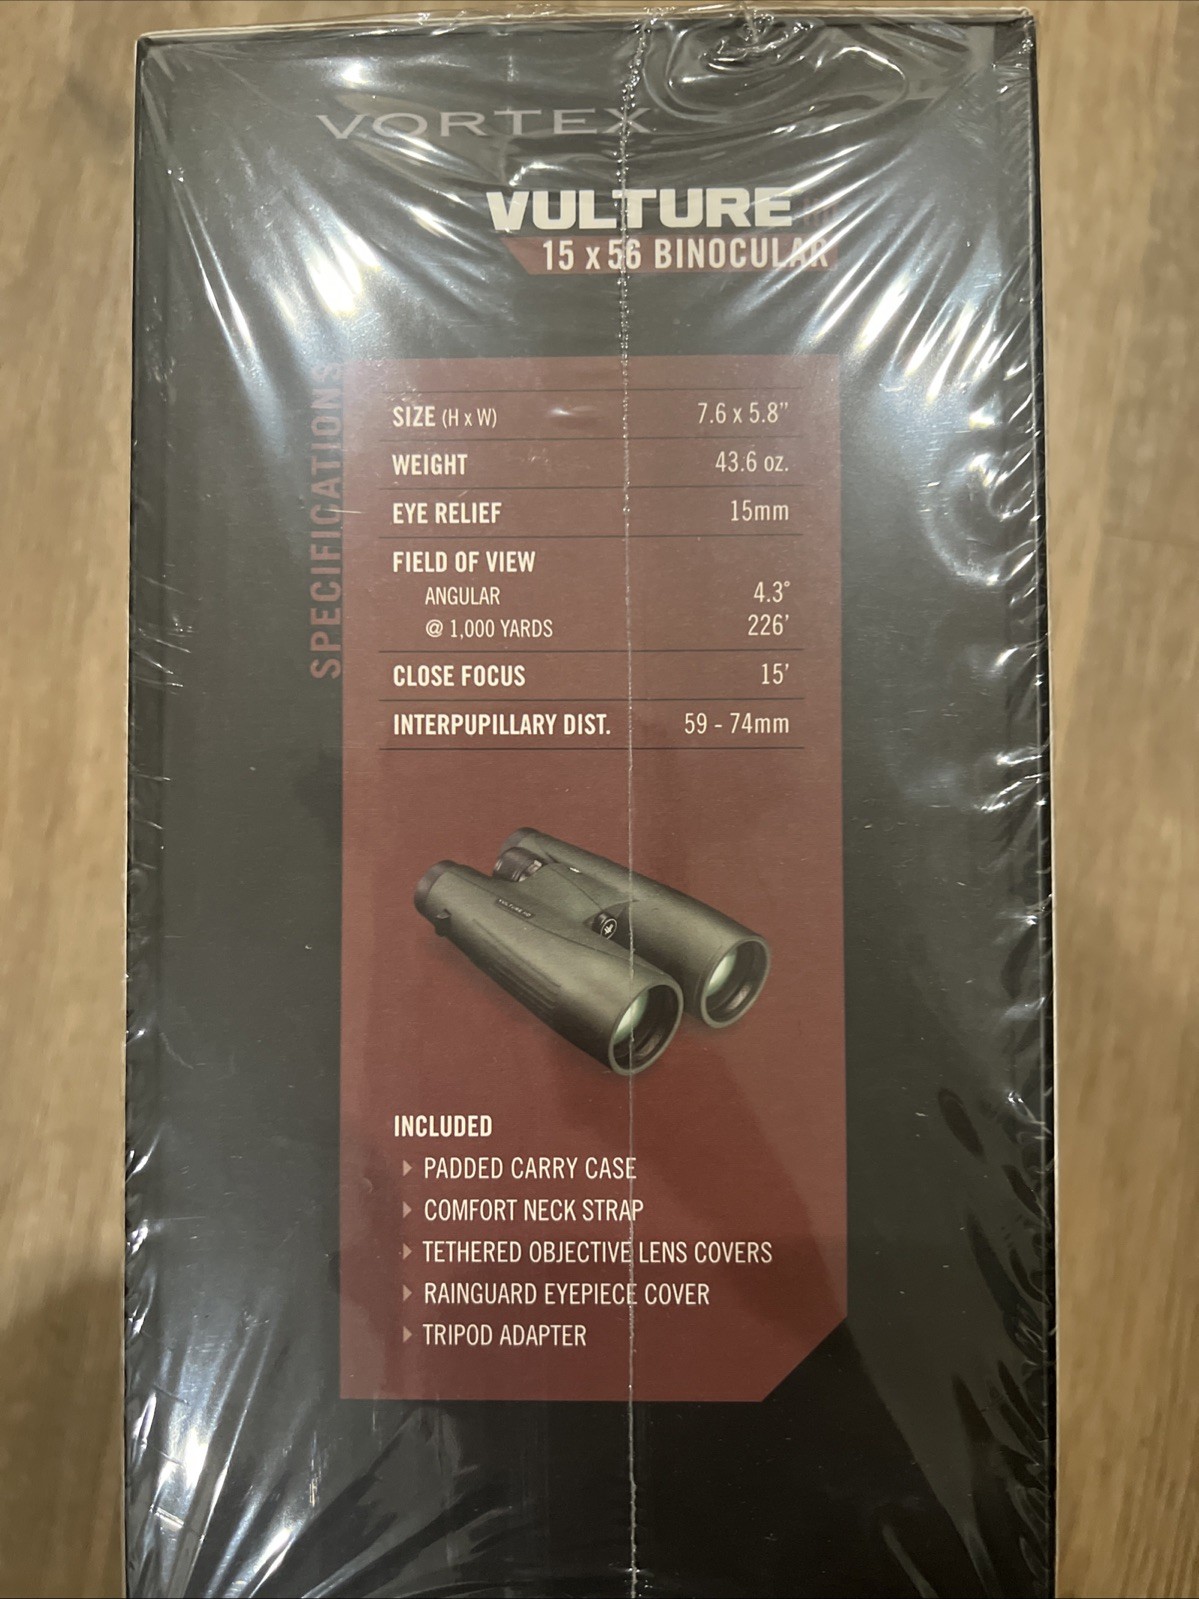 VORTEX
VULTURE HD
15 x 56 BINOCULAR
SPECIFICATIONS
SIZE (H x W) 7.6 x 5.8"
WEIGHT 43.6 oz.
EYE RELIEF 15mm
FIELD OF VIEW
ANGULAR 4.3°
@ 1,000 YARDS 226'
CLOSE FOCUS 15'
INTERPUPILLARY DIST. 59 - 74mm
VULTURE HD
INCLUDED
PADDED CARRY CASE
COMFORT NECK STRAP
TETHERED OBJECTIVE LENS COVERS
RAINGUARD EYEPIECE COVER
TRIPOD ADAPTER